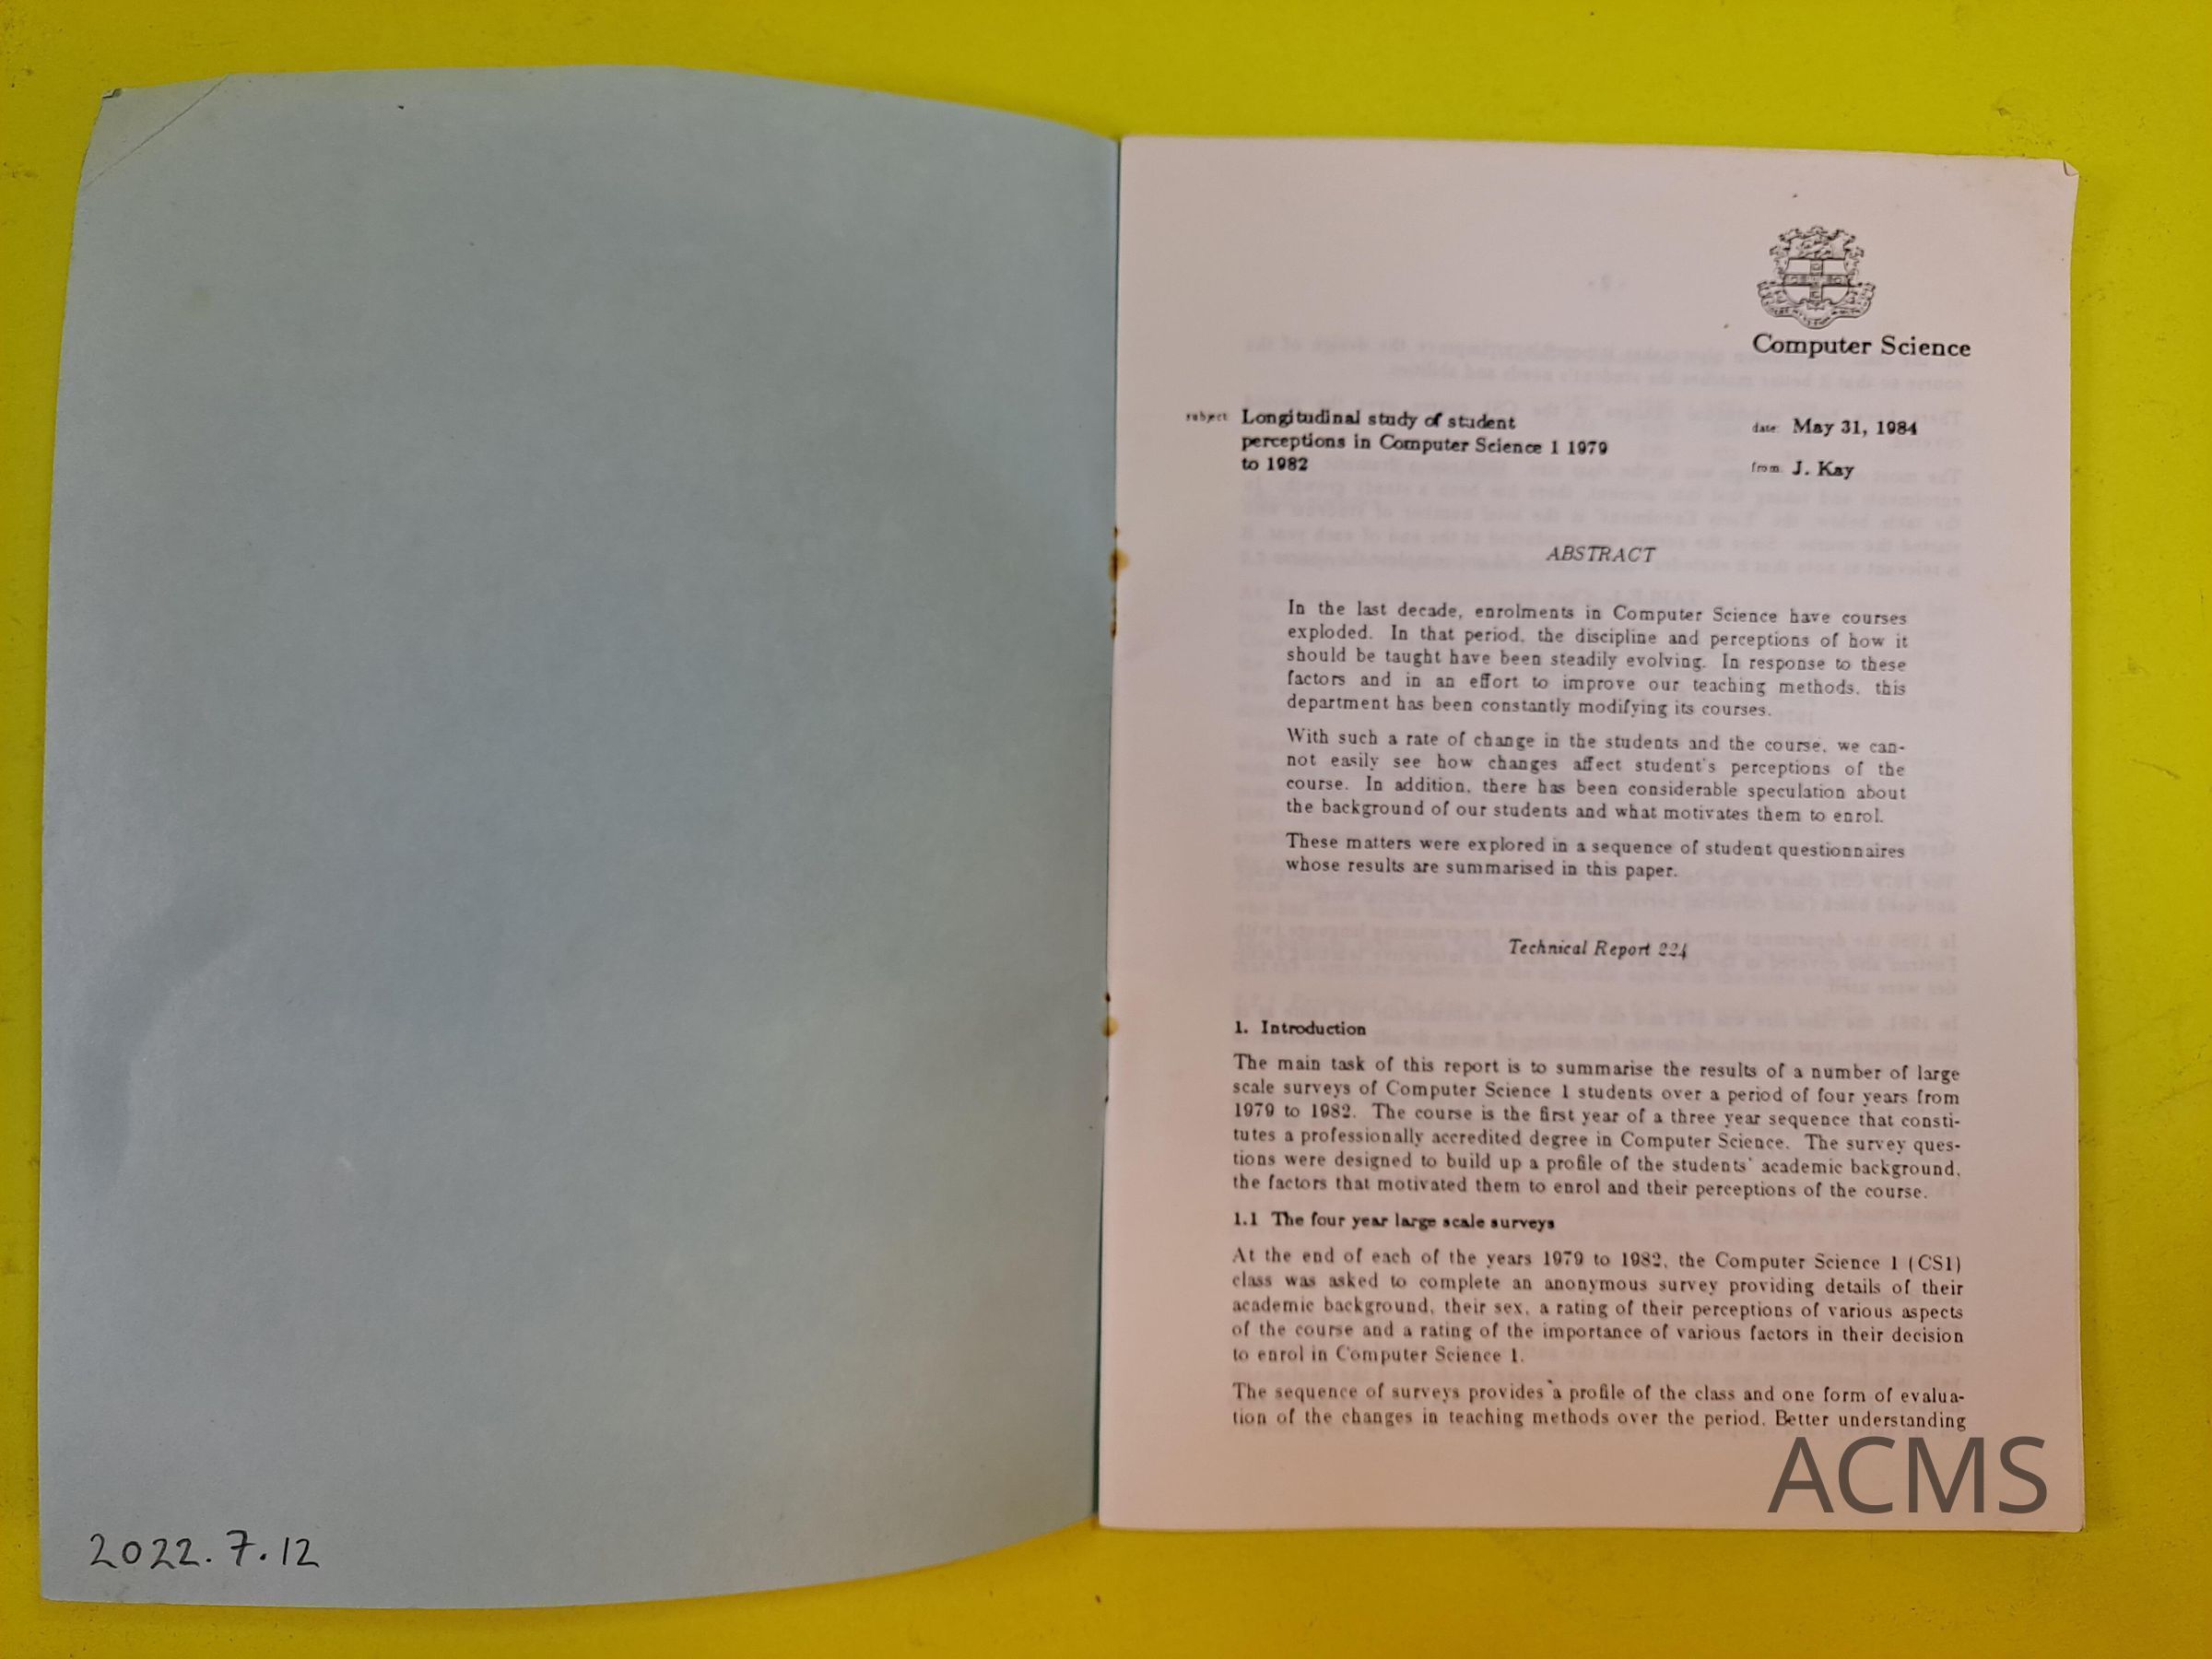 2022.7.12
Computer Science
subject: Longitudinal study of student
perceptions in Computer Science 1 1979
to 1982
date: May 31, 1984
from: J. Kay
ABSTRACT
In the last decade, enrolments in Computer Science have courses
exploded. In that period, the discipline and perceptions of how it
should be taught have been steadily evolving. In response to these
factors and in an effort to improve our teaching methods, this
department has been constantly modifying its courses.
With such a rate of change in the students and the course, we can-
not easily see how changes affect student's perceptions of the
course. In addition, there has been considerable speculation about
the background of our students and what motivates them to enrol.
These matters were explored in a sequence of student questionnaires
whose results are summarised in this paper.
Technical Report 224
1. Introduction
The main task of this report is to summarise the results of a number of large
scale surveys of Computer Science 1 students over a period of four years from
1979 to 1982. The course is the first year of a three year sequence that consti-
tutes a professionally accredited degree in Computer Science. The survey ques-
tions were designed to build up a profile of the students' academic background,
the factors that motivated them to enrol and their perceptions of the course.
1.1 The four year large scale surveys
At the end of each of the years 1979 to 1982, the Computer Science 1 (CS1)
class was asked to complete an anonymous survey providing details of their
academic background, their sex, a rating of their perceptions of various aspects
of the course and a rating of the importance of various factors in their decision
to enrol in Computer Science 1.
The sequence of surveys provides a profile of the class and one form of evalua-
tion of the changes in teaching methods over the period. Better understanding
ACMS